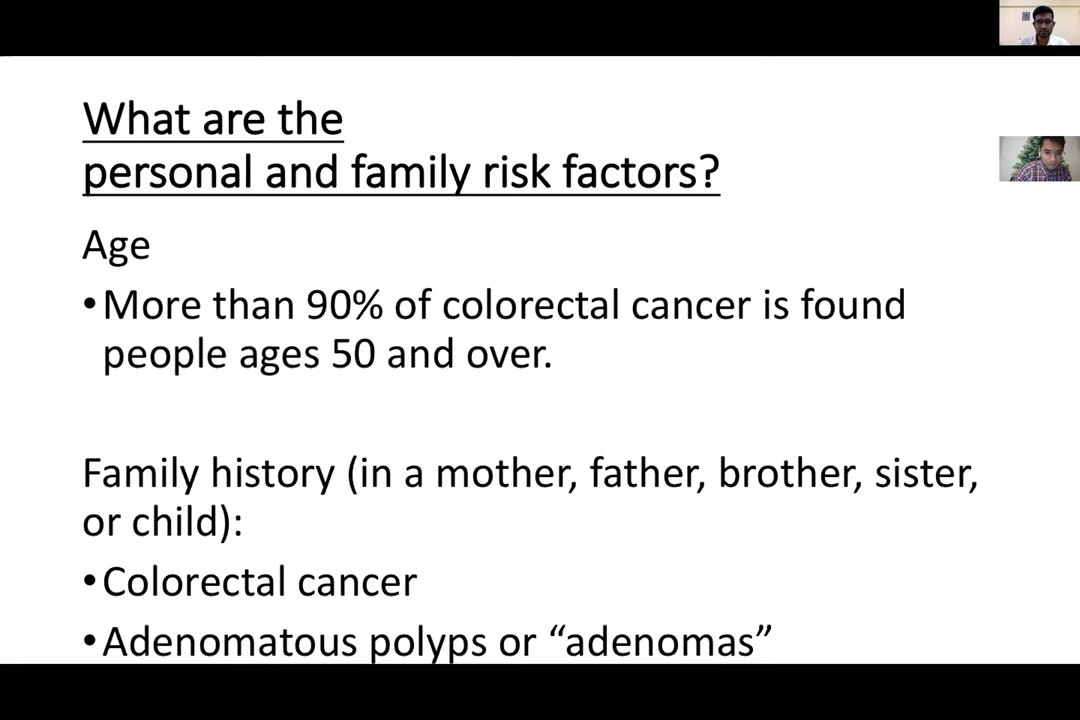 What are the
personal and family risk factors?
Age
•More than 90% of colorectal cancer is found
people ages 50 and over.
Family history (in a mother, father, brother, sister,
or child):
•Colorectal cancer
•Adenomatous polyps or “adenomas”